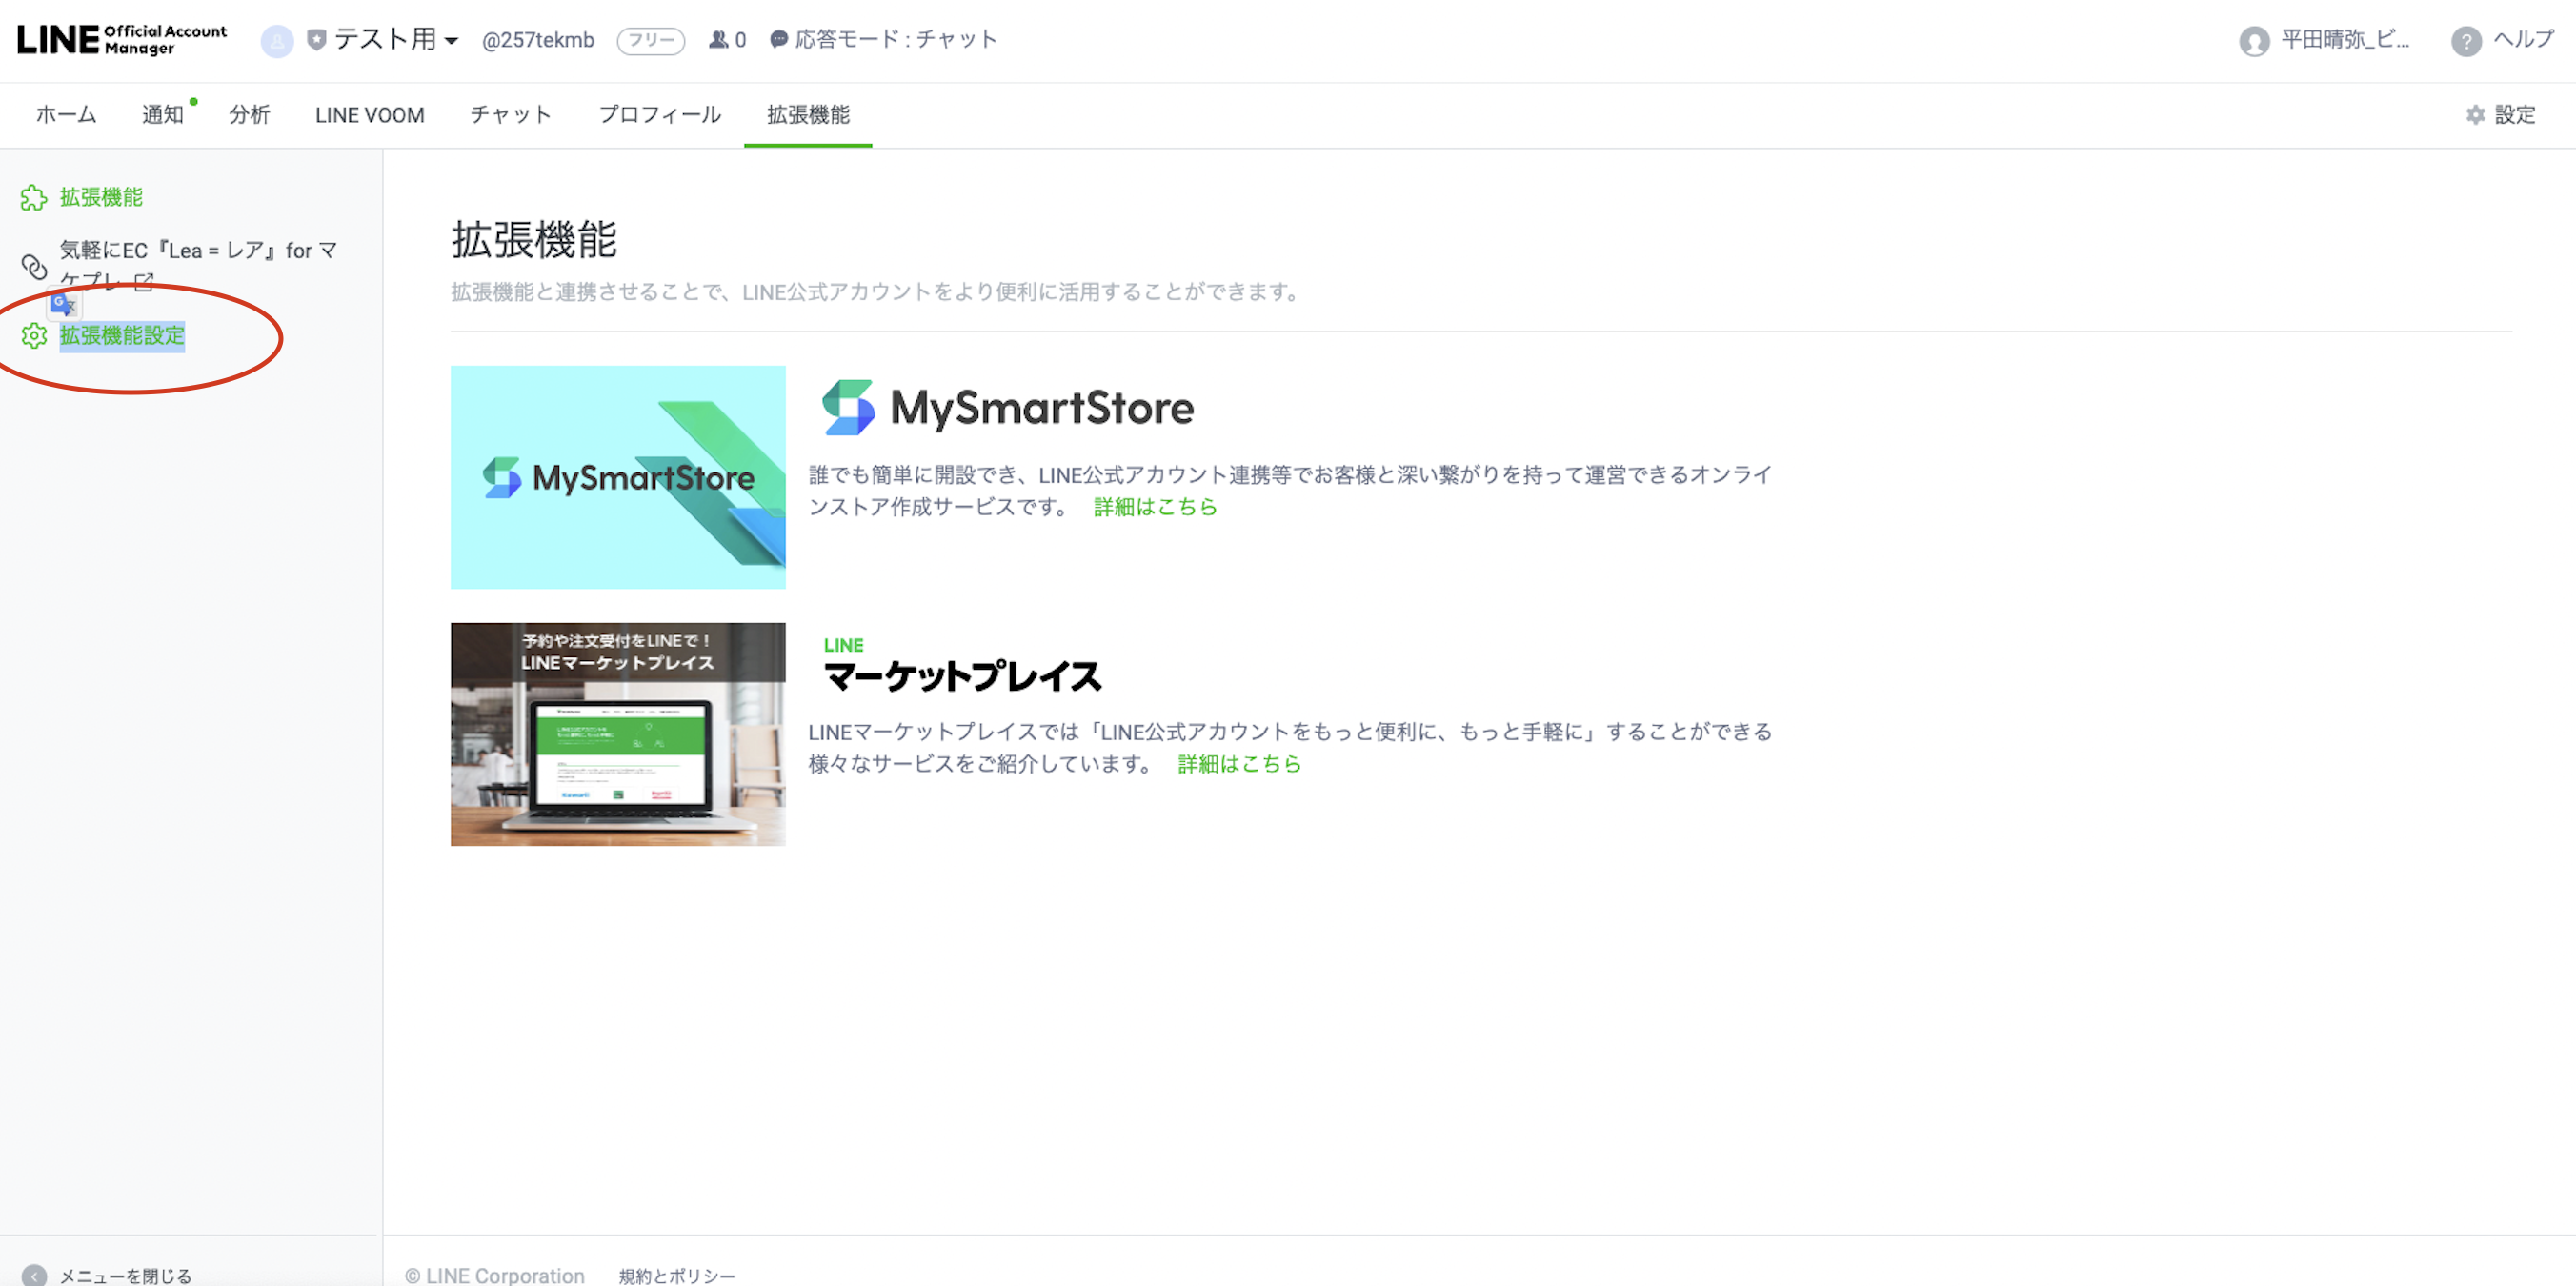 LINE Official Account Manager
テスト用
@257tekmb
フリー
0
応答モード : チャット
平田晴弥_ビ...
ヘルプ
ホーム
通知
分析
LINE VOOM
チャット
プロフィール
拡張機能
設定
拡張機能
気軽にEC『Lea = レア』for マ
ケプレ
拡張機能設定
拡張機能
拡張機能と連携させることで、LINE公式アカウントをより便利に活用することができます。
MySmartStore
MySmartStore
誰でも簡単に開設でき、LINE公式アカウント連携等でお客様と深い繋がりを持って運営できるオンライ
ンストア作成サービスです。 詳細はこちら
予約や注文受付をLINEで！
LINEマーケットプレイス
LINE
マーケットプレイス
LINEマーケットプレイスでは「LINE公式アカウントをもっと便利に、もっと手軽に」することができる
様々なサービスをご紹介しています。 詳細はこちら
メニューを閉じる
© LINE Corporation
規約とポリシー